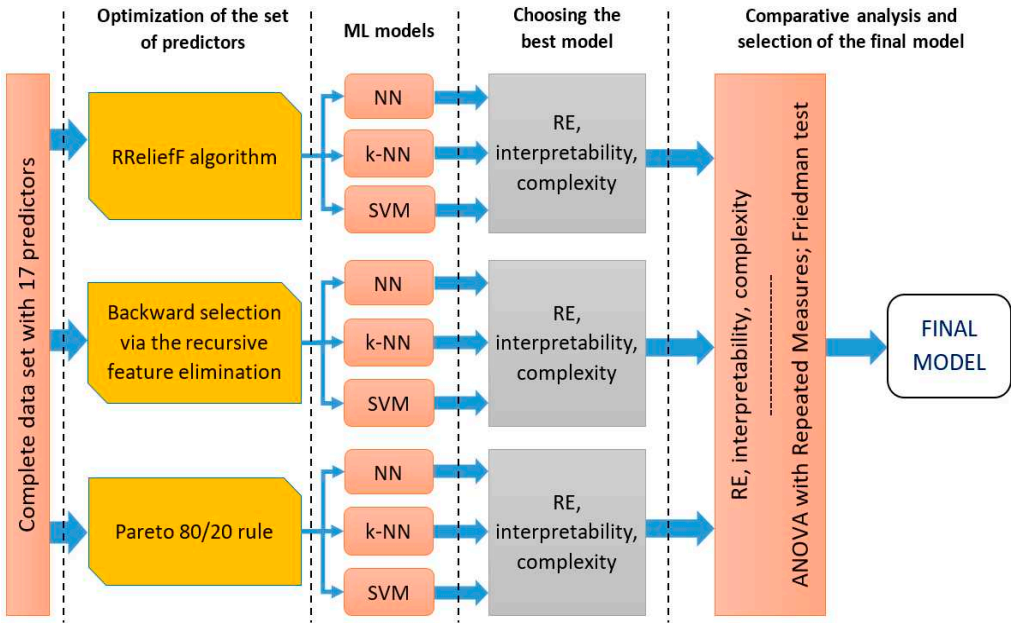 Optimization of the set
of predictors
ML models
Choosing the
best model
Comparative analysis and
selection of the final model
Complete data set with 17 predictors
RReliefF algorithm
NN
k-NN
SVM
RE,
interpretability,
complexity
Backward selection
via the recursive
feature elimination
NN
k-NN
SVM
RE,
interpretability,
complexity
Pareto 80/20 rule
NN
k-NN
SVM
RE,
interpretability,
complexity
RE, interpretability, complexity
ANOVA with Repeated Measures; Friedman test
FINAL
MODEL